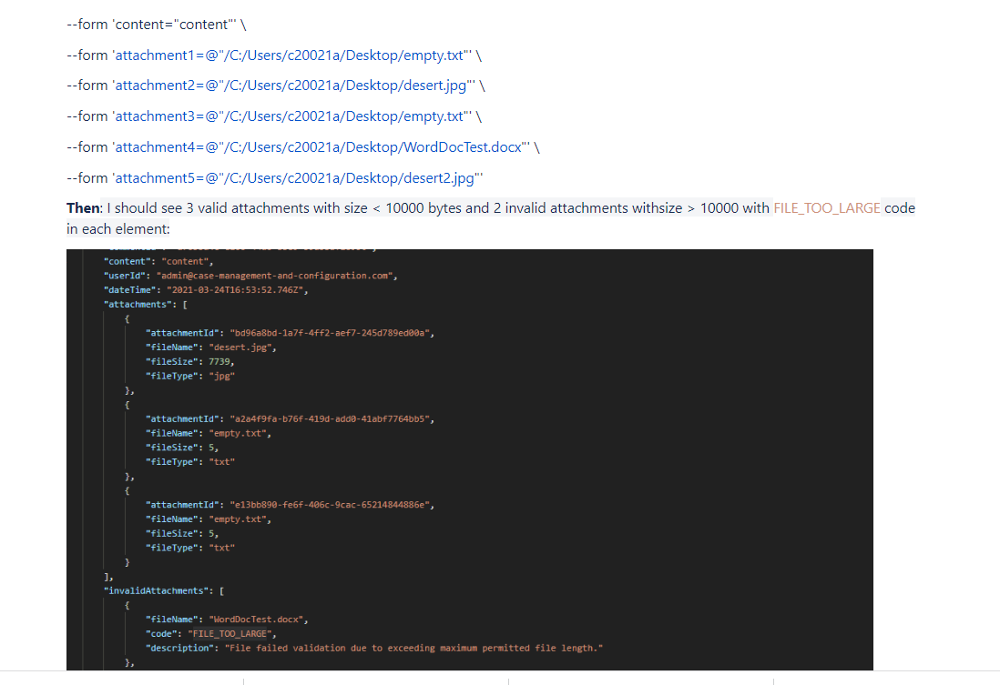 --form 'content="content"' \
--form 'attachment1=@"/C:/Users/c20021a/Desktop/empty.txt"' \
--form 'attachment2=@"/C:/Users/c20021a/Desktop/desert.jpg"' \
--form 'attachment3=@"/C:/Users/c20021a/Desktop/empty.txt"' \
--form 'attachment4=@"/C:/Users/c20021a/Desktop/WordDocTest.docx"' \
--form 'attachment5=@"/C:/Users/c20021a/Desktop/desert2.jpg"'
Then: I should see 3 valid attachments with size < 10000 bytes and 2 invalid attachments withsize > 10000 with FILE_TOO_LARGE code
in each element:
"content": "content",
"userId": "admin@case-management-and-configuration.com",
"dateTime": "2021-03-24T16:53:52.746Z",
"attachments": [
{
"attachmentId": "bd96a8bd-1a7f-4ff2-aef7-245d789ed00a",
"fileName": "desert.jpg",
"fileSize": 7739,
"fileType": "jpg"
},
{
"attachmentId": "a2a4f9fa-b76f-419d-add0-41abf7764bb5",
"fileName": "empty.txt",
"fileSize": 5,
"fileType": "txt"
},
{
"attachmentId": "e13bb890-fe6f-406c-9cac-65214844886e",
"fileName": "empty.txt",
"fileSize": 5,
"fileType": "txt"
}
],
"invalidAttachments": [
{
"fileName": "WordDocTest.docx",
"code": "FILE_TOO_LARGE",
"description": "File failed validation due to exceeding maximum permitted file length."
},